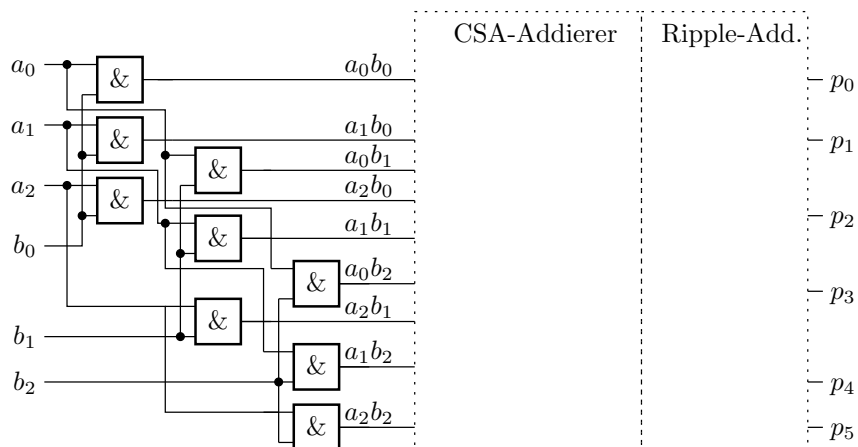 CSA-Addierer Ripple-Add.
a₀ & a₀b₀ p₀
a₁ & a₁b₀ p₁
& a₀b₁
a₂ & a₂b₀
b₀ & a₁b₁ p₂
& a₀b₂ p₃
b₁ & a₂b₁
b₂ & a₁b₂ p₄
& a₂b₂ p₅